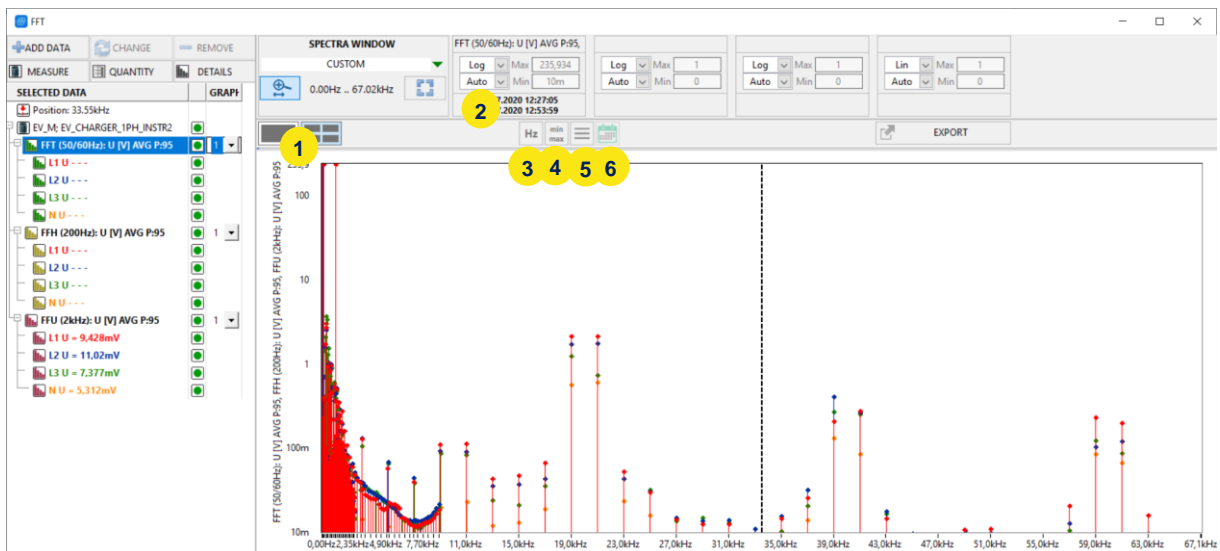 FFT
ADD DATA CHANGE REMOVE
MEASURE QUANTITY DETAILS
SELECTED DATA GRAPH
Position: 33.55kHz
EV_M; EV_CHARGER_1PH_INSTR2
FFT (50/60Hz): U [V] AVG P:95 1
L1 U - - -
L2 U - - -
L3 U - - -
N U - - -
FFH (200Hz): U [V] AVG P:95 1
L1 U - - -
L2 U - - -
L3 U - - -
N U - - -
FFU (2kHz): U [V] AVG P:95 1
L1 U = 9,428mV
L2 U = 11,02mV
L3 U = 7,377mV
N U = 5,312mV
SPECTRA WINDOW
CUSTOM
0.00Hz .. 67.02kHz
FFT (50/60Hz): U [V] AVG P:95,
Log Max 235,934
Auto Min 10m
.2020 12:27:05
.2020 12:53:59
Log Max 1
Auto Min 0
Log Max 1
Auto Min 0
Lin Max 1
Auto Min 0
Hz min max
EXPORT
1
2
3 4 5 6
FFT (50/60Hz): U [V] AVG P:95, FFH (200Hz): U [V] AVG P:95, FFU (2kHz): U [V] AVG P:95
100
10
1
100m
10m
0,00Hz 2,35kHz 4,90kHz 7,70kHz 11,0kHz 15,0kHz 19,0kHz 23,0kHz 27,0kHz 31,0kHz 35,0kHz 39,0kHz 43,0kHz 47,0kHz 51,0kHz 55,0kHz 59,0kHz 63,0kHz 67,1kHz